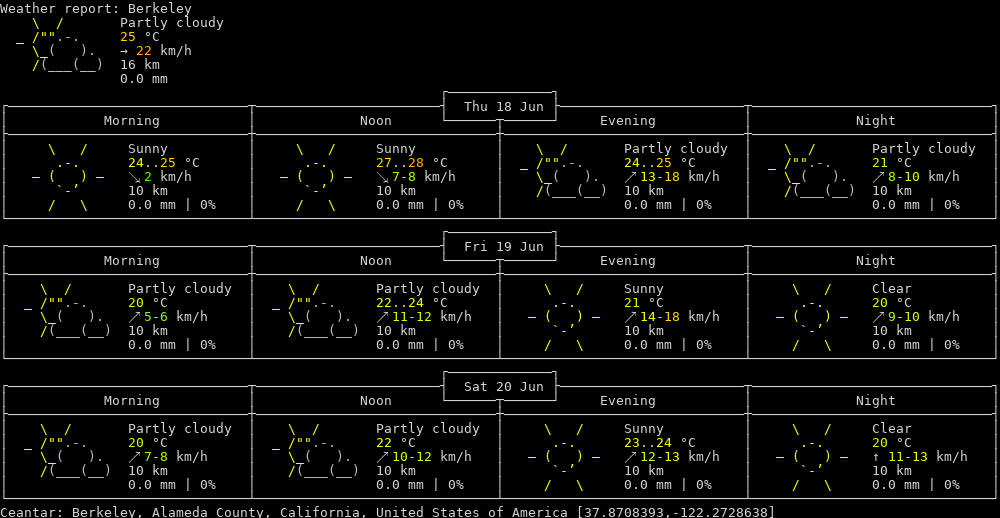 Weather report: Berkeley
Partly cloudy
25 °C
→ 22 km/h
16 km
0.0 mm
Thu 18 Jun
Morning Noon Evening Night
Sunny Sunny Partly cloudy Partly cloudy
24..25 °C 27..28 °C 24..25 °C 21 °C
↘ 2 km/h ↘ 7-8 km/h ↗ 13-18 km/h ↗ 8-10 km/h
10 km 10 km 10 km 10 km
0.0 mm | 0% 0.0 mm | 0% 0.0 mm | 0% 0.0 mm | 0%
Fri 19 Jun
Morning Noon Evening Night
Partly cloudy Partly cloudy Sunny Clear
20 °C 22..24 °C 21 °C 20 °C
↗ 5-6 km/h ↗ 11-12 km/h ↗ 14-18 km/h ↗ 9-10 km/h
10 km 10 km 10 km 10 km
0.0 mm | 0% 0.0 mm | 0% 0.0 mm | 0% 0.0 mm | 0%
Sat 20 Jun
Morning Noon Evening Night
Partly cloudy Partly cloudy Sunny Clear
20 °C 22 °C 23..24 °C 20 °C
↗ 7-8 km/h ↗ 10-12 km/h ↗ 12-13 km/h ↑ 11-13 km/h
10 km 10 km 10 km 10 km
0.0 mm | 0% 0.0 mm | 0% 0.0 mm | 0% 0.0 mm | 0%
Ceantar: Berkeley, Alameda County, California, United States of America [37.8708393,-122.2728638]